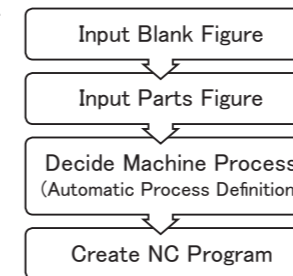 Input Blank Figure
Input Parts Figure
Decide Machine Process
(Automatic Process Definition
Create NC Program